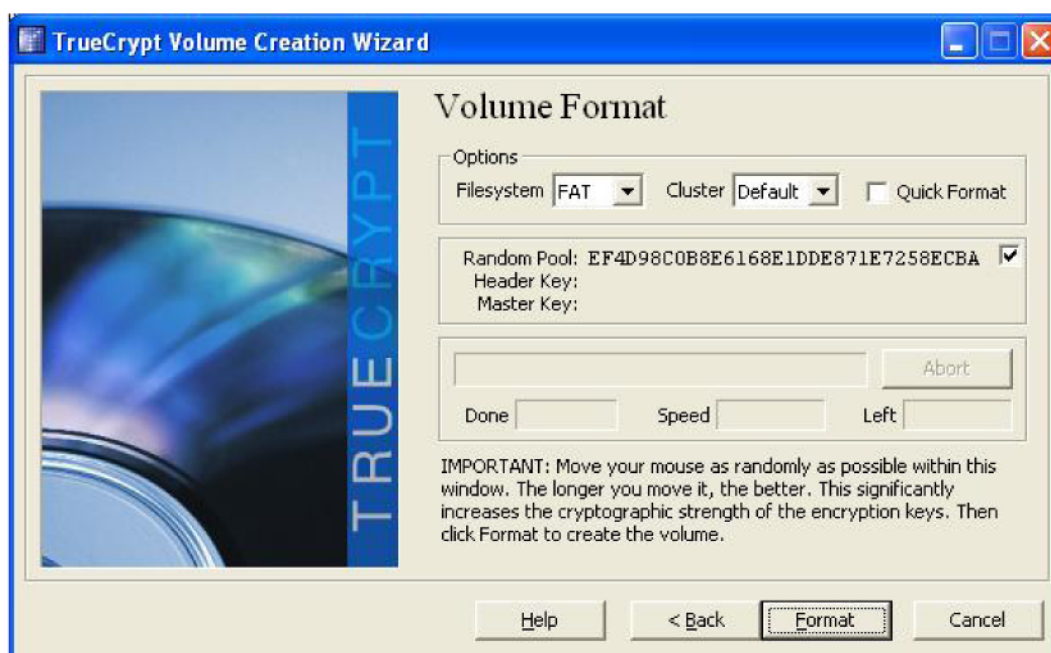 TrueCrypt Volume Creation Wizard
TRUECRYPT
Volume Format
Options
Filesystem FAT Cluster Default Quick Format
Random Pool: EF4D98C0B8E6168E1DDE871E7258ECBA
Header Key:
Master Key:
Abort
Done Speed Left
IMPORTANT: Move your mouse as randomly as possible within this
window. The longer you move it, the better. This significantly
increases the cryptographic strength of the encryption keys. Then
click Format to create the volume.
Help < Back Format Cancel